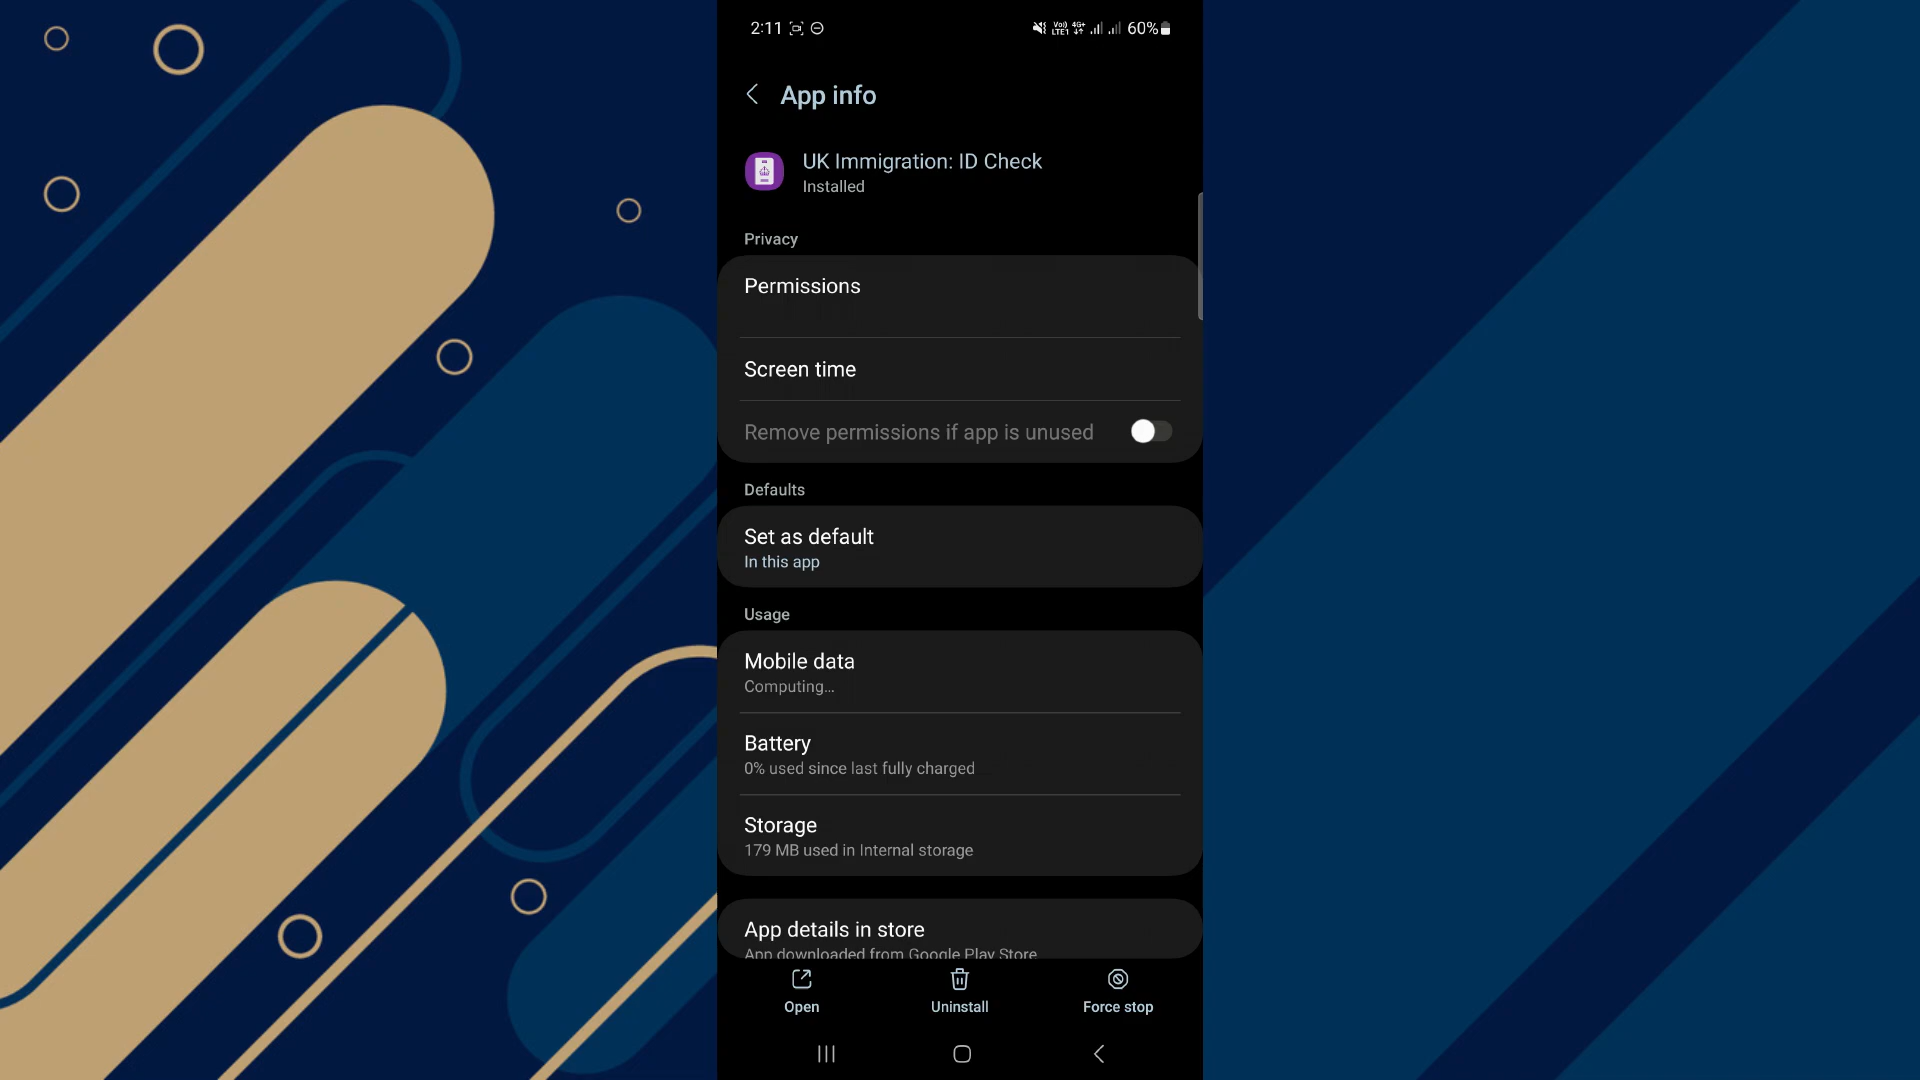 2:11
Vo) 4G+
LTE1
60%
App info
UK Immigration: ID Check
Installed
Privacy
Permissions
Screen time
Remove permissions if app is unused
Defaults
Set as default
In this app
Usage
Mobile data
Computing...
Battery
0% used since last fully charged
Storage
179 MB used in Internal storage
App details in store
App downloaded from Google Play Store
Open
Uninstall
Force stop